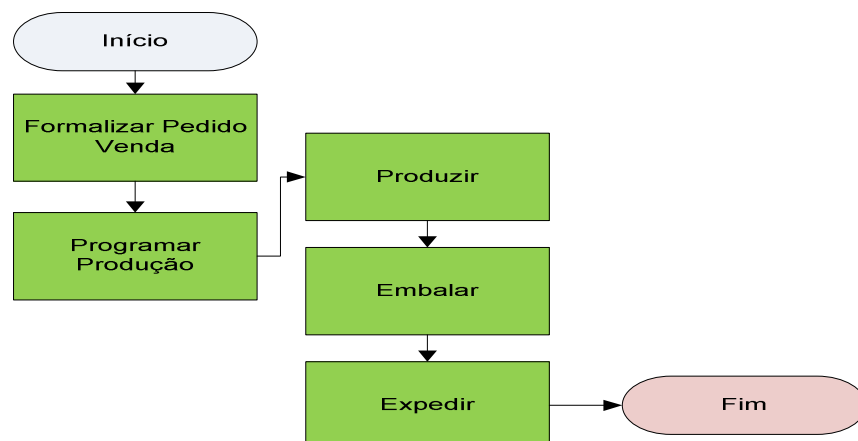 Início
Formalizar Pedido
Venda
Programar
Produção
Produzir
Embalar
Expedir
Fim